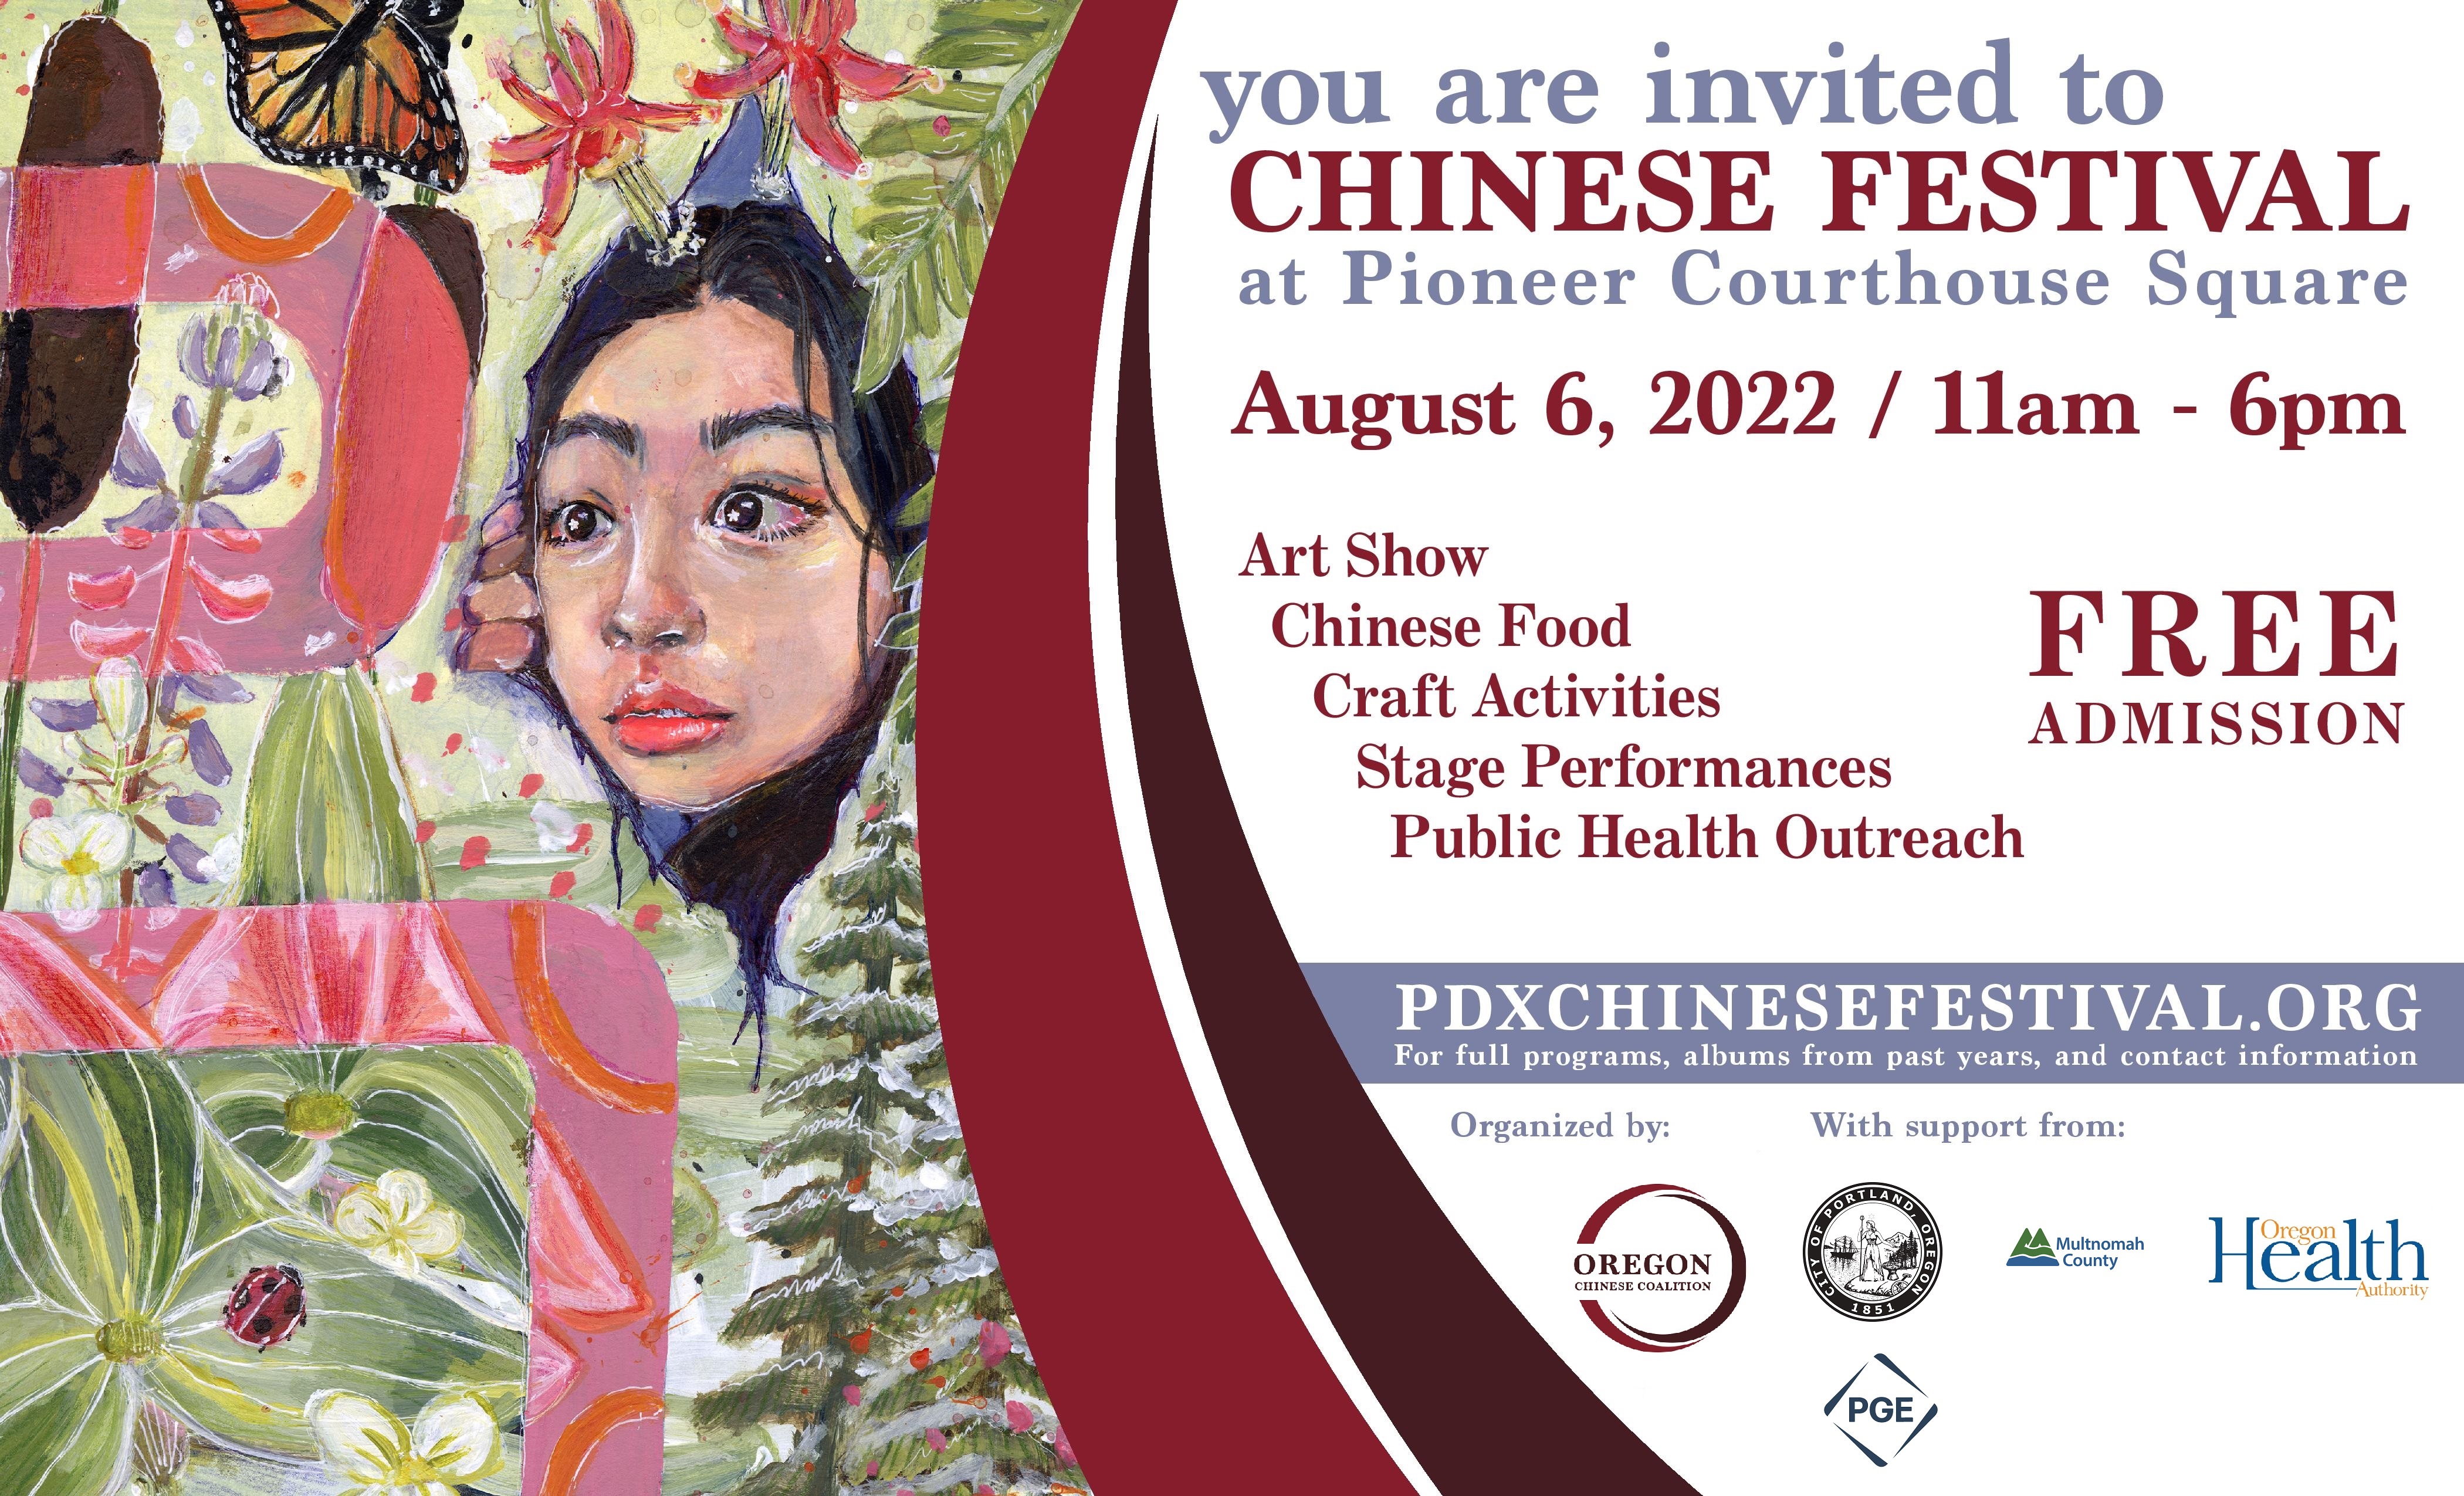 you are invited to
CHINESE FESTIVAL
at Pioneer Courthouse Square
August 6, 2022 / 11am - 6pm
Art Show
Chinese Food
Craft Activities
Stage Performances
Public Health Outreach
FREE
ADMISSION
PDXCHINESEFESTIVAL.ORG
For full programs, albums from past years, and contact information
Organized by:
With support from:
OREGON
CHINESE COALITION
CITY OF PORTLAND, OREGON
1851
Multnomah
County
Oregon
Health
Authority
PGE